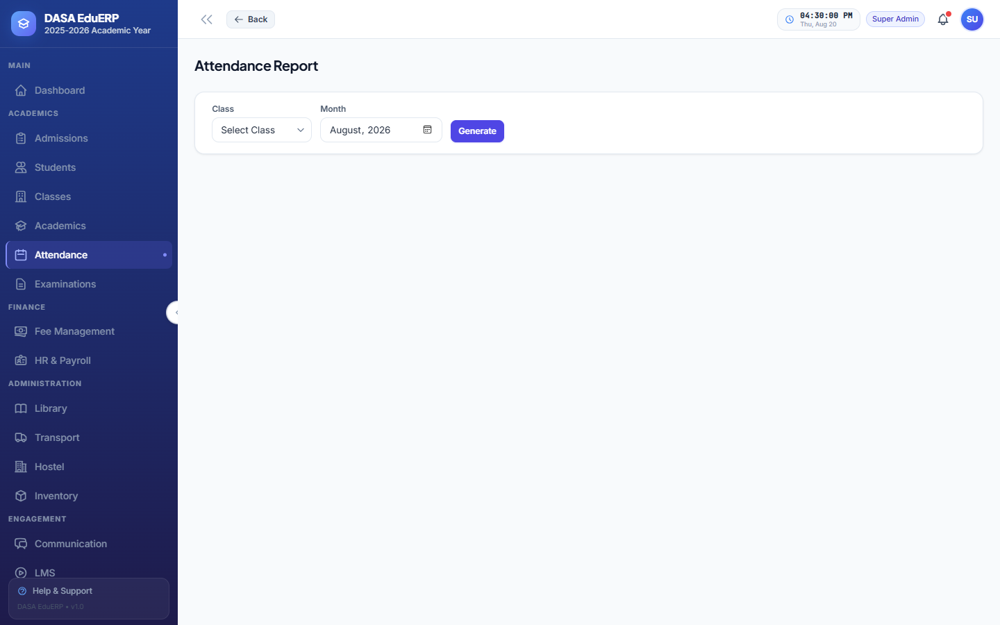 DASA EduERP
2025-2026 Academic Year
MAIN
Dashboard
ACADEMICS
Admissions
Students
Classes
Academics
Attendance
Examinations
FINANCE
Fee Management
HR & Payroll
ADMINISTRATION
Library
Transport
Hostel
Inventory
ENGAGEMENT
Communication
LMS
Help & Support
DASA EduERP • v1.0
Back
04:30:00 PM
Thu, Aug 20
Super Admin
SU
Attendance Report
Class
Month
Select Class
August, 2026
Generate